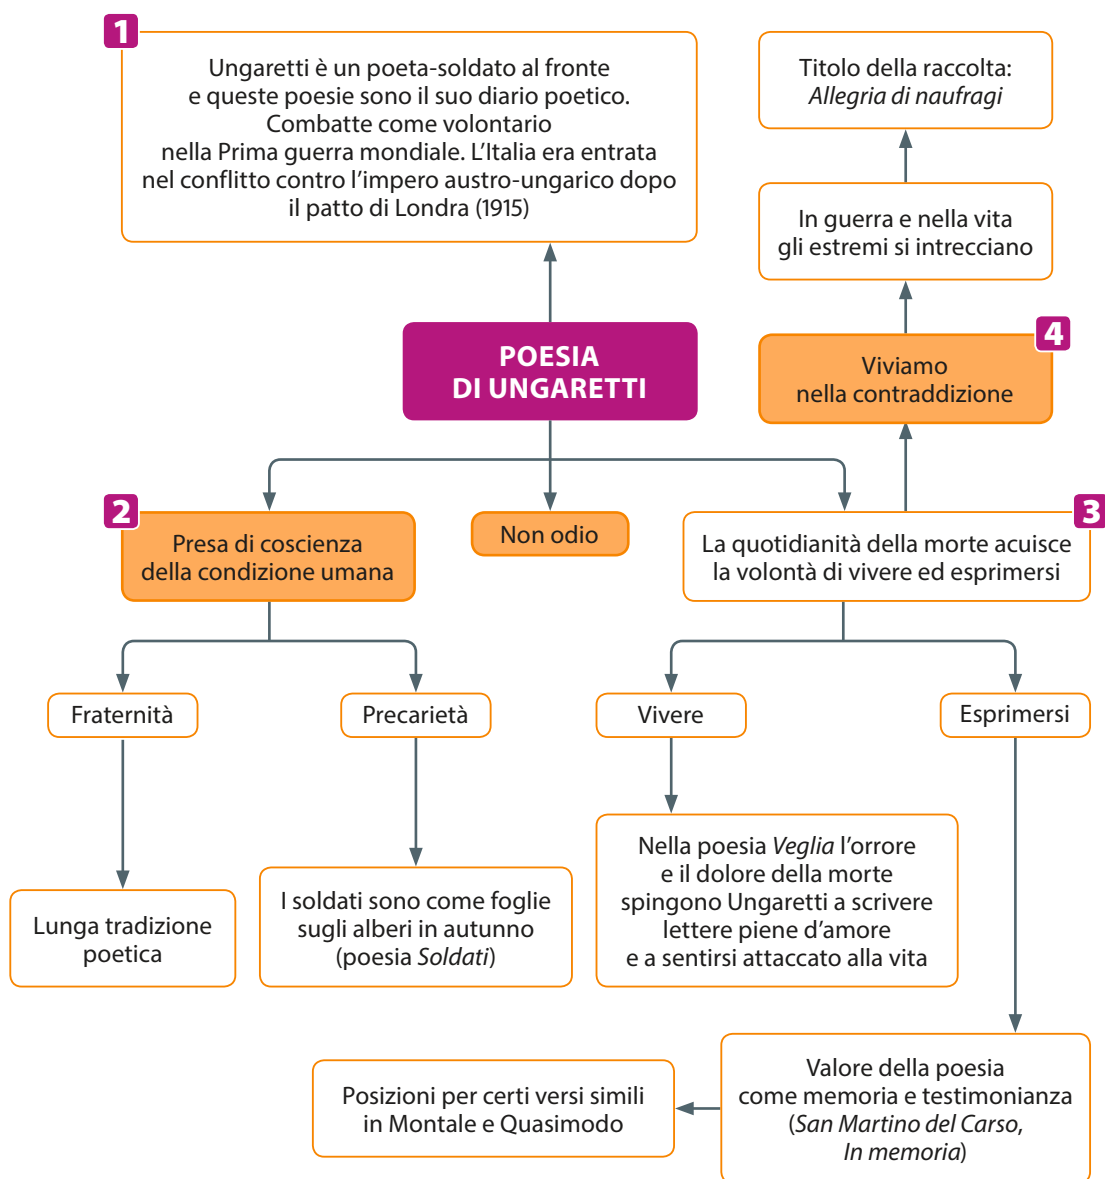 1
Ungaretti è un poeta-soldato al fronte
e queste poesie sono il suo diario poetico.
Combatte come volontario
nella Prima guerra mondiale. L’Italia era entrata
nel conflitto contro l’impero austro-ungarico dopo
il patto di Londra (1915)
Titolo della raccolta:
Allegria di naufragi
In guerra e nella vita
gli estremi si intrecciano
4
Viviamo
nella contraddizione
POESIA
DI UNGARETTI
2
Presa di coscienza
della condizione umana
Non odio
3
La quotidianità della morte acuisce
la volontà di vivere ed esprimersi
Fraternità
Precarietà
Vivere
Esprimersi
Lunga tradizione
poetica
I soldati sono come foglie
sugli alberi in autunno
(poesia Soldati)
Nella poesia Veglia l’orrore
e il dolore della morte
spingono Ungaretti a scrivere
lettere piene d’amore
e a sentirsi attaccato alla vita
Posizioni per certi versi simili
in Montale e Quasimodo
Valore della poesia
come memoria e testimonianza
(San Martino del Carso,
In memoria)